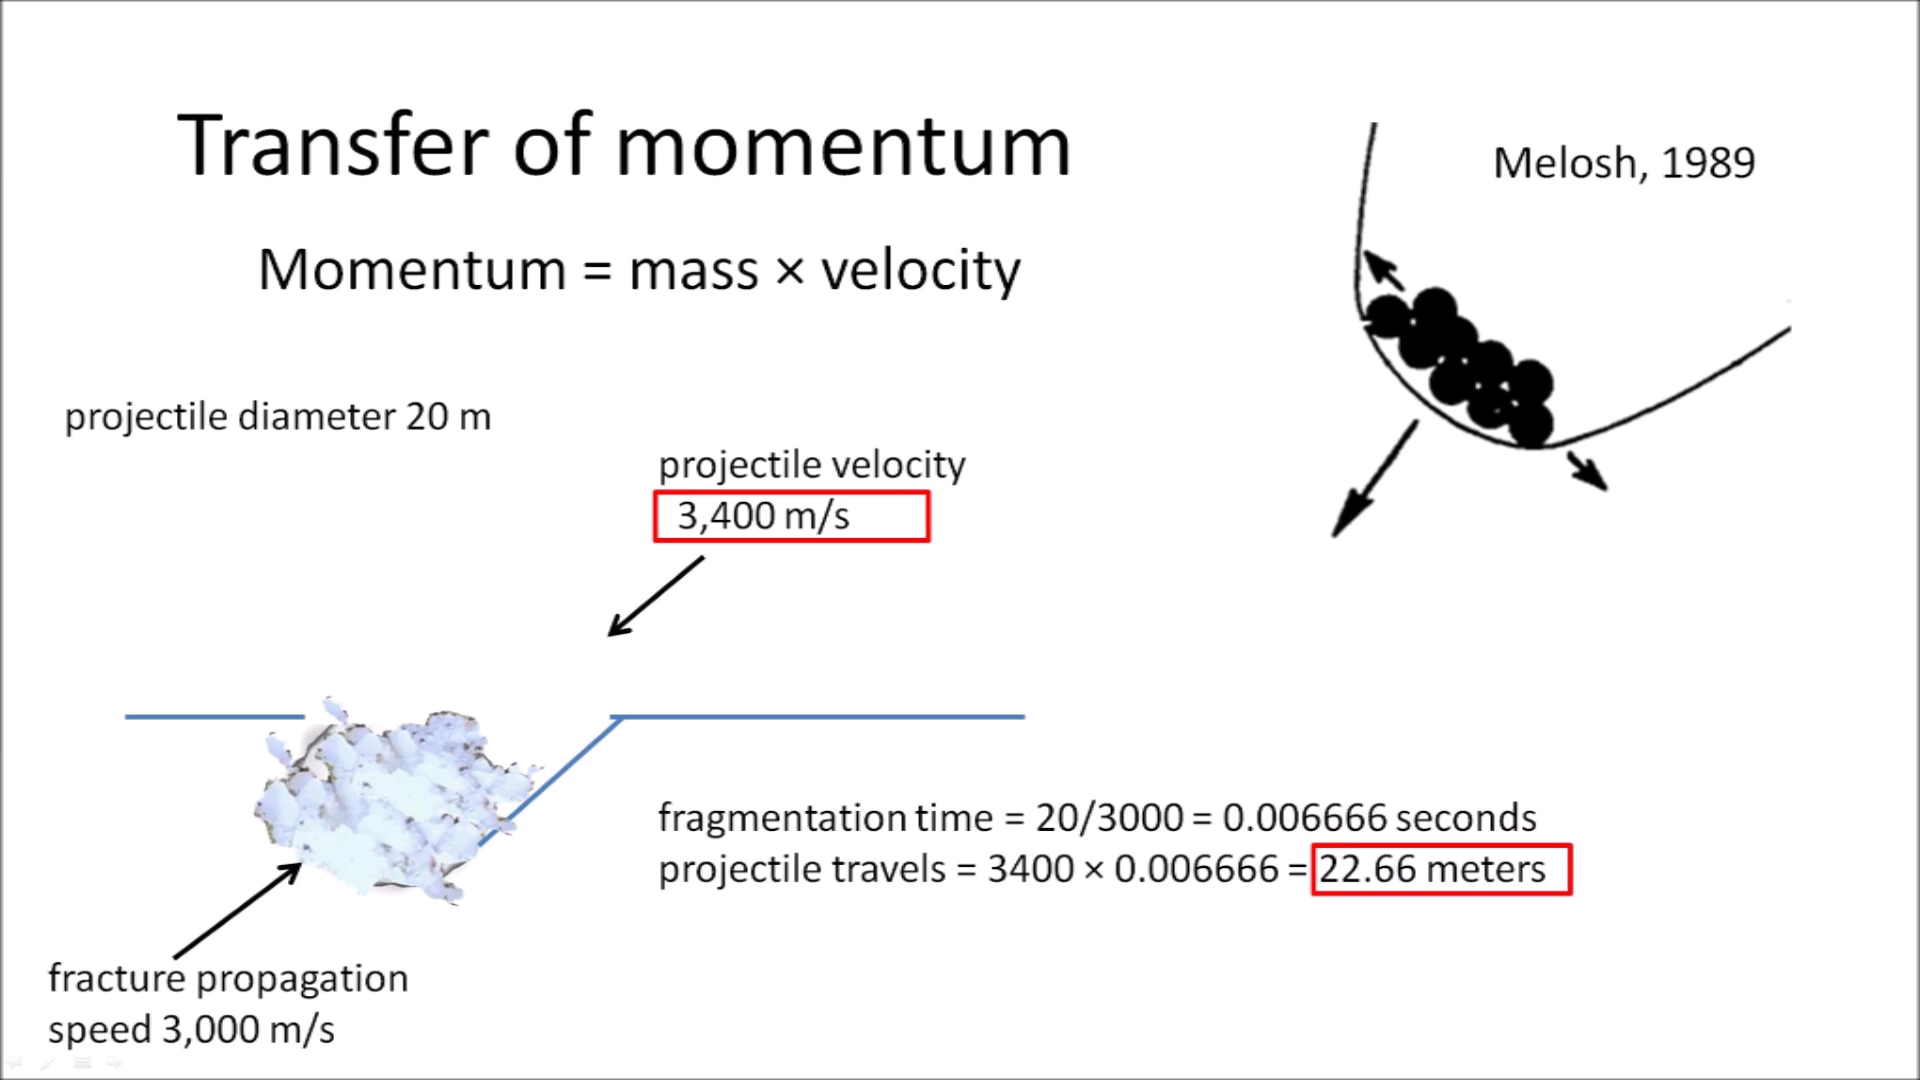 Transfer of momentum
Melosh, 1989
Momentum = mass × velocity
projectile diameter 20 m
projectile velocity
3,400 m/s
fragmentation time = 20/3000 = 0.006666 seconds
projectile travels = 3400 × 0.006666 = 22.66 meters
fracture propagation
speed 3,000 m/s